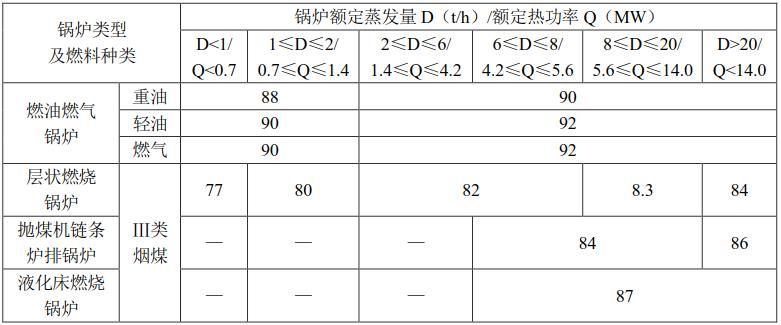 锅炉类型
及燃料种类
锅炉额定蒸发量 D（t/h）/额定热功率 Q（MW）
D<1/
Q<0.7
1≤D≤2/
0.7≤Q≤1.4
2≤D≤6/
1.4≤Q≤4.2
6≤D≤8/
4.2≤Q≤5.6
8≤D≤20/
5.6≤Q≤14.0
D>20/
Q<14.0
燃油燃气
锅炉
重油
88
90
轻油
90
92
燃气
90
92
层状燃烧
锅炉
III类
烟煤
77
80
82
8.3
84
抛煤机链条
炉排锅炉
—
—
—
84
86
液化床燃烧
锅炉
—
—
—
87